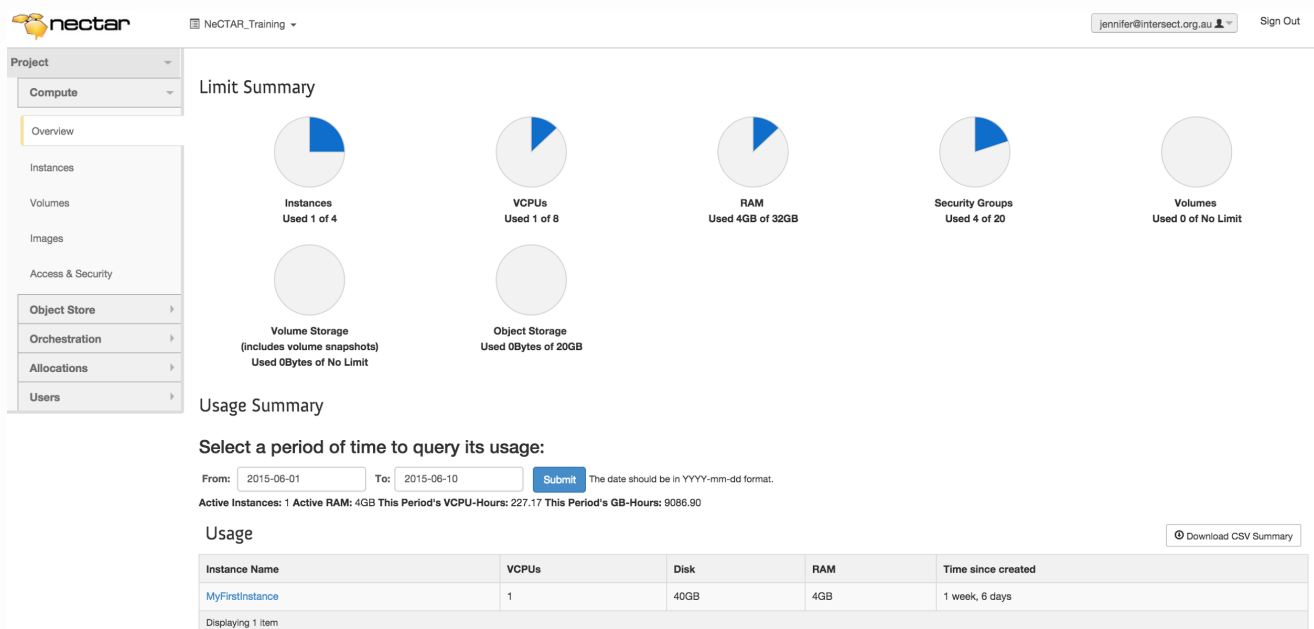 nectar
NeCTAR_Training
jennifer@intersect.org.au
Sign Out
Project
Compute
Overview
Instances
Volumes
Images
Access & Security
Object Store
Orchestration
Allocations
Users
Limit Summary
Instances
Used 1 of 4
VCPUs
Used 1 of 8
RAM
Used 4GB of 32GB
Security Groups
Used 4 of 20
Volumes
Used 0 of No Limit
Volume Storage
(includes volume snapshots)
Used 0Bytes of No Limit
Object Storage
Used 0Bytes of 20GB
Usage Summary
Select a period of time to query its usage:
From: 2015-06-01 To: 2015-06-10 Submit The date should be in YYYY-mm-dd format.
Active Instances: 1 Active RAM: 4GB This Period's VCPU-Hours: 227.17 This Period's GB-Hours: 9086.90
Usage
Download CSV Summary
Instance Name VCPUs Disk RAM Time since created
MyFirstInstance 1 40GB 4GB 1 week, 6 days
Displaying 1 item